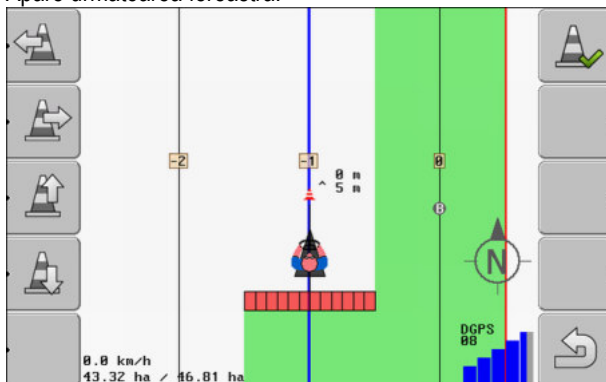 Apare următoarea fereastră:
-2
-1
0
0 m
^ 5 m
B
N
DGPS
08
0.0 km/h
43.32 ha / 46.81 ha